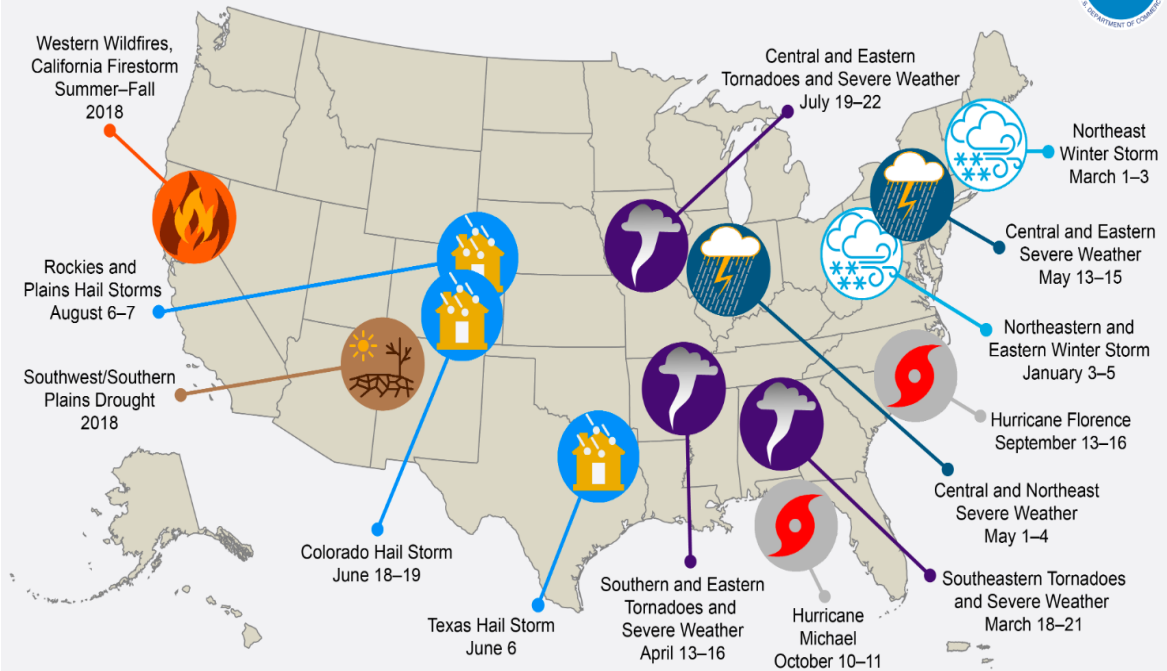 Western Wildfires,
California Firestorm
Summer–Fall
2018
Central and Eastern
Tornadoes and Severe Weather
July 19–22
Northeast
Winter Storm
March 1–3
Central and Eastern
Severe Weather
May 13–15
Rockies and
Plains Hail Storms
August 6–7
Northeastern and
Eastern Winter Storm
January 3–5
Southwest/Southern
Plains Drought
2018
Hurricane Florence
September 13–16
Central and Northeast
Severe Weather
May 1–4
Colorado Hail Storm
June 18–19
Southern and Eastern
Tornadoes and
Severe Weather
April 13–16
Southeastern Tornadoes
and Severe Weather
March 18–21
Texas Hail Storm
June 6
Hurricane
Michael
October 10–11
DEPARTMENT OF COMMERC